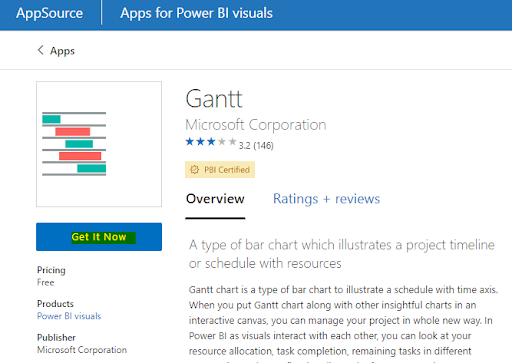 AppSource
Apps for Power BI visuals
Apps
Gantt
Microsoft Corporation
3.2 (146)
PBI Certified
Overview
Ratings + reviews
Get It Now
A type of bar chart which illustrates a project timeline
or schedule with resources
Pricing
Free
Products
Power BI visuals
Publisher
Microsoft Corporation
Gantt chart is a type of bar chart to illustrate a schedule with time axis.
When you put Gantt chart along with other insightful charts in an
interactive canvas, you can manage your project in whole new way. In
Power BI as visuals interact with each other, you can look at your
resource allocation, task completion, remaining tasks in different